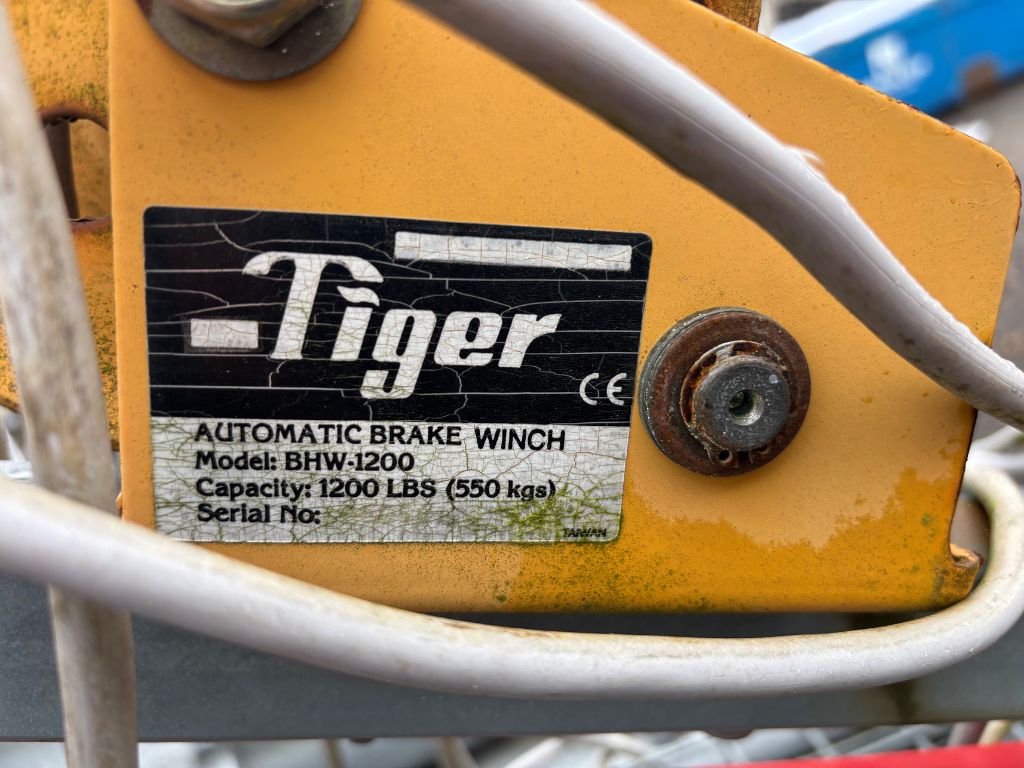 Tiger
CE
AUTOMATIC BRAKE WINCH
Model: BHW-1200
Capacity: 1200 LBS (550 kgs)
Serial No:
TAIWAN